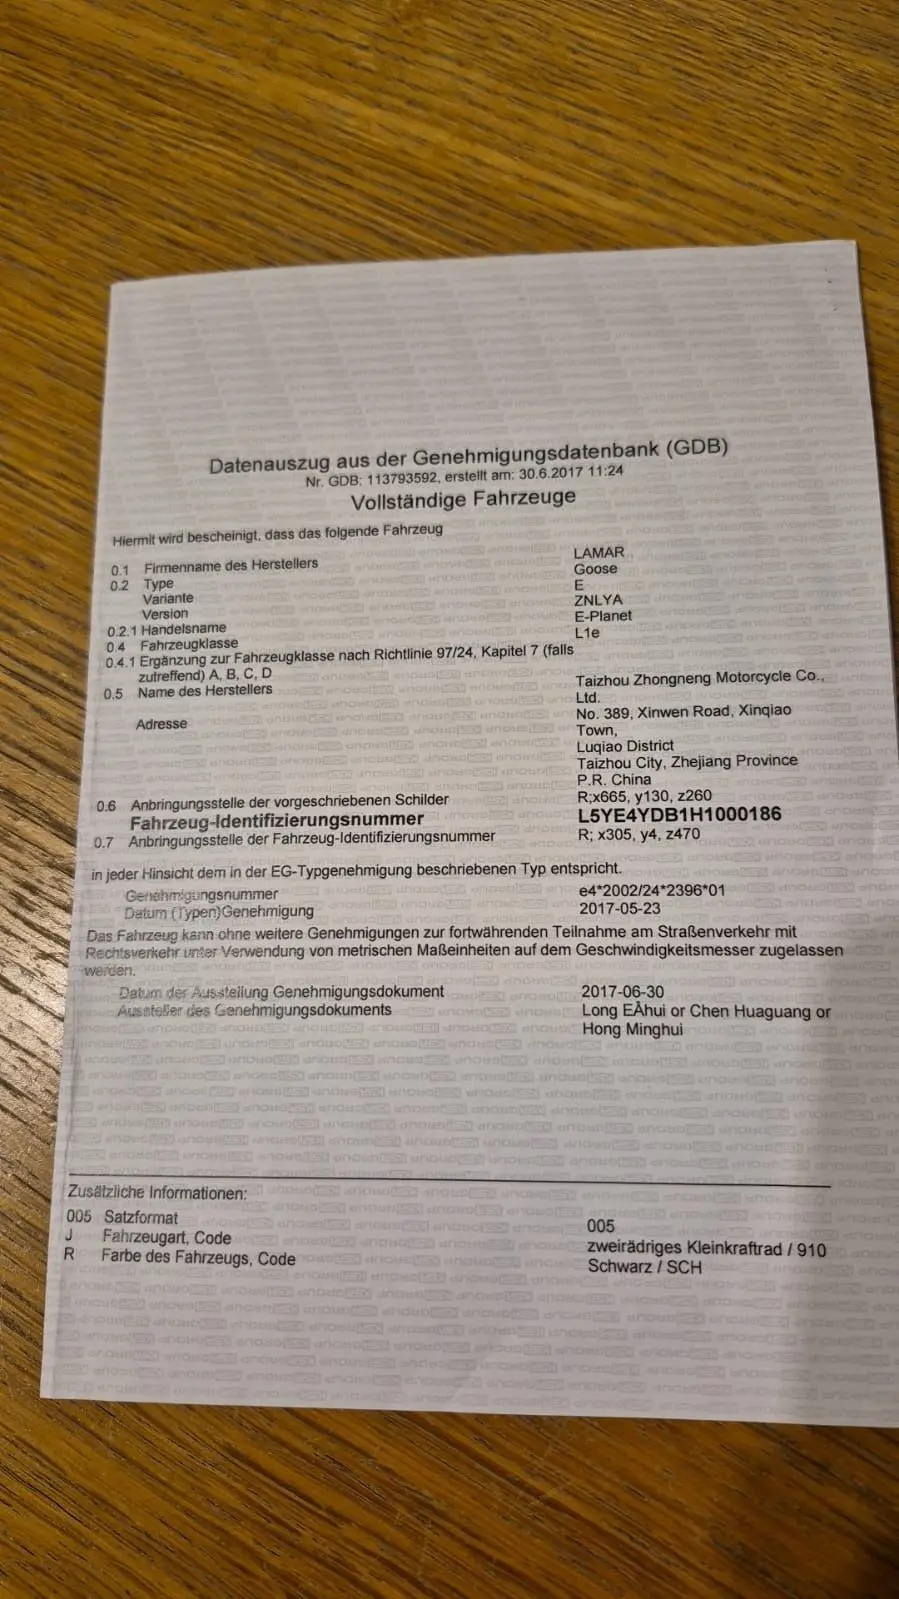 Datenauszug aus der Genehmigungsdatenbank (GDB)
Nr. GDB: 113793592, erstellt am: 30.6.2017 11:24
Vollständige Fahrzeuge
Hiermit wird bescheinigt, dass das folgende Fahrzeug
0.1 Firmenname des Herstellers LAMAR
0.2 Type Goose
Variante E
Version ZNLYA
0.2.1 Handelsname E-Planet
0.4 Fahrzeugklasse L1e
0.4.1 Ergänzung zur Fahrzeugklasse nach Richtlinie 97/24, Kapitel 7 (falls
zutreffend) A, B, C, D
0.5 Name des Herstellers Taizhou Zhongneng Motorcycle Co.,
Ltd.
Adresse No. 389, Xinwen Road, Xinqiao
Town,
Luqiao District
Taizhou City, Zhejiang Province
P.R. China
0.6 Anbringungsstelle der vorgeschriebenen Schilder R;x665, y130, z260
Fahrzeug-Identifizierungsnummer L5YE4YDB1H1000186
0.7 Anbringungsstelle der Fahrzeug-Identifizierungsnummer R; x305, y4, z470
in jeder Hinsicht dem in der EG-Typgenehmigung beschriebenen Typ entspricht.
Genehmigungsnummer e4*2002/24*2396*01
Datum (Typen)Genehmigung 2017-05-23
Das Fahrzeug kann ohne weitere Genehmigungen zur fortwährenden Teilnahme am Straßenverkehr mit
Rechtsverkehr unter Verwendung von metrischen Maßeinheiten auf dem Geschwindigkeitsmesser zugelassen
werden.
Datum der Ausstellung Genehmigungsdokument 2017-06-30
Aussteller des Genehmigungsdokuments Long EÂhui or Chen Huaguang or
Hong Minghui
Zusätzliche Informationen:
005 Satzformat 005
J Fahrzeugart, Code zweirädriges Kleinkraftrad / 910
R Farbe des Fahrzeugs, Code Schwarz / SCH